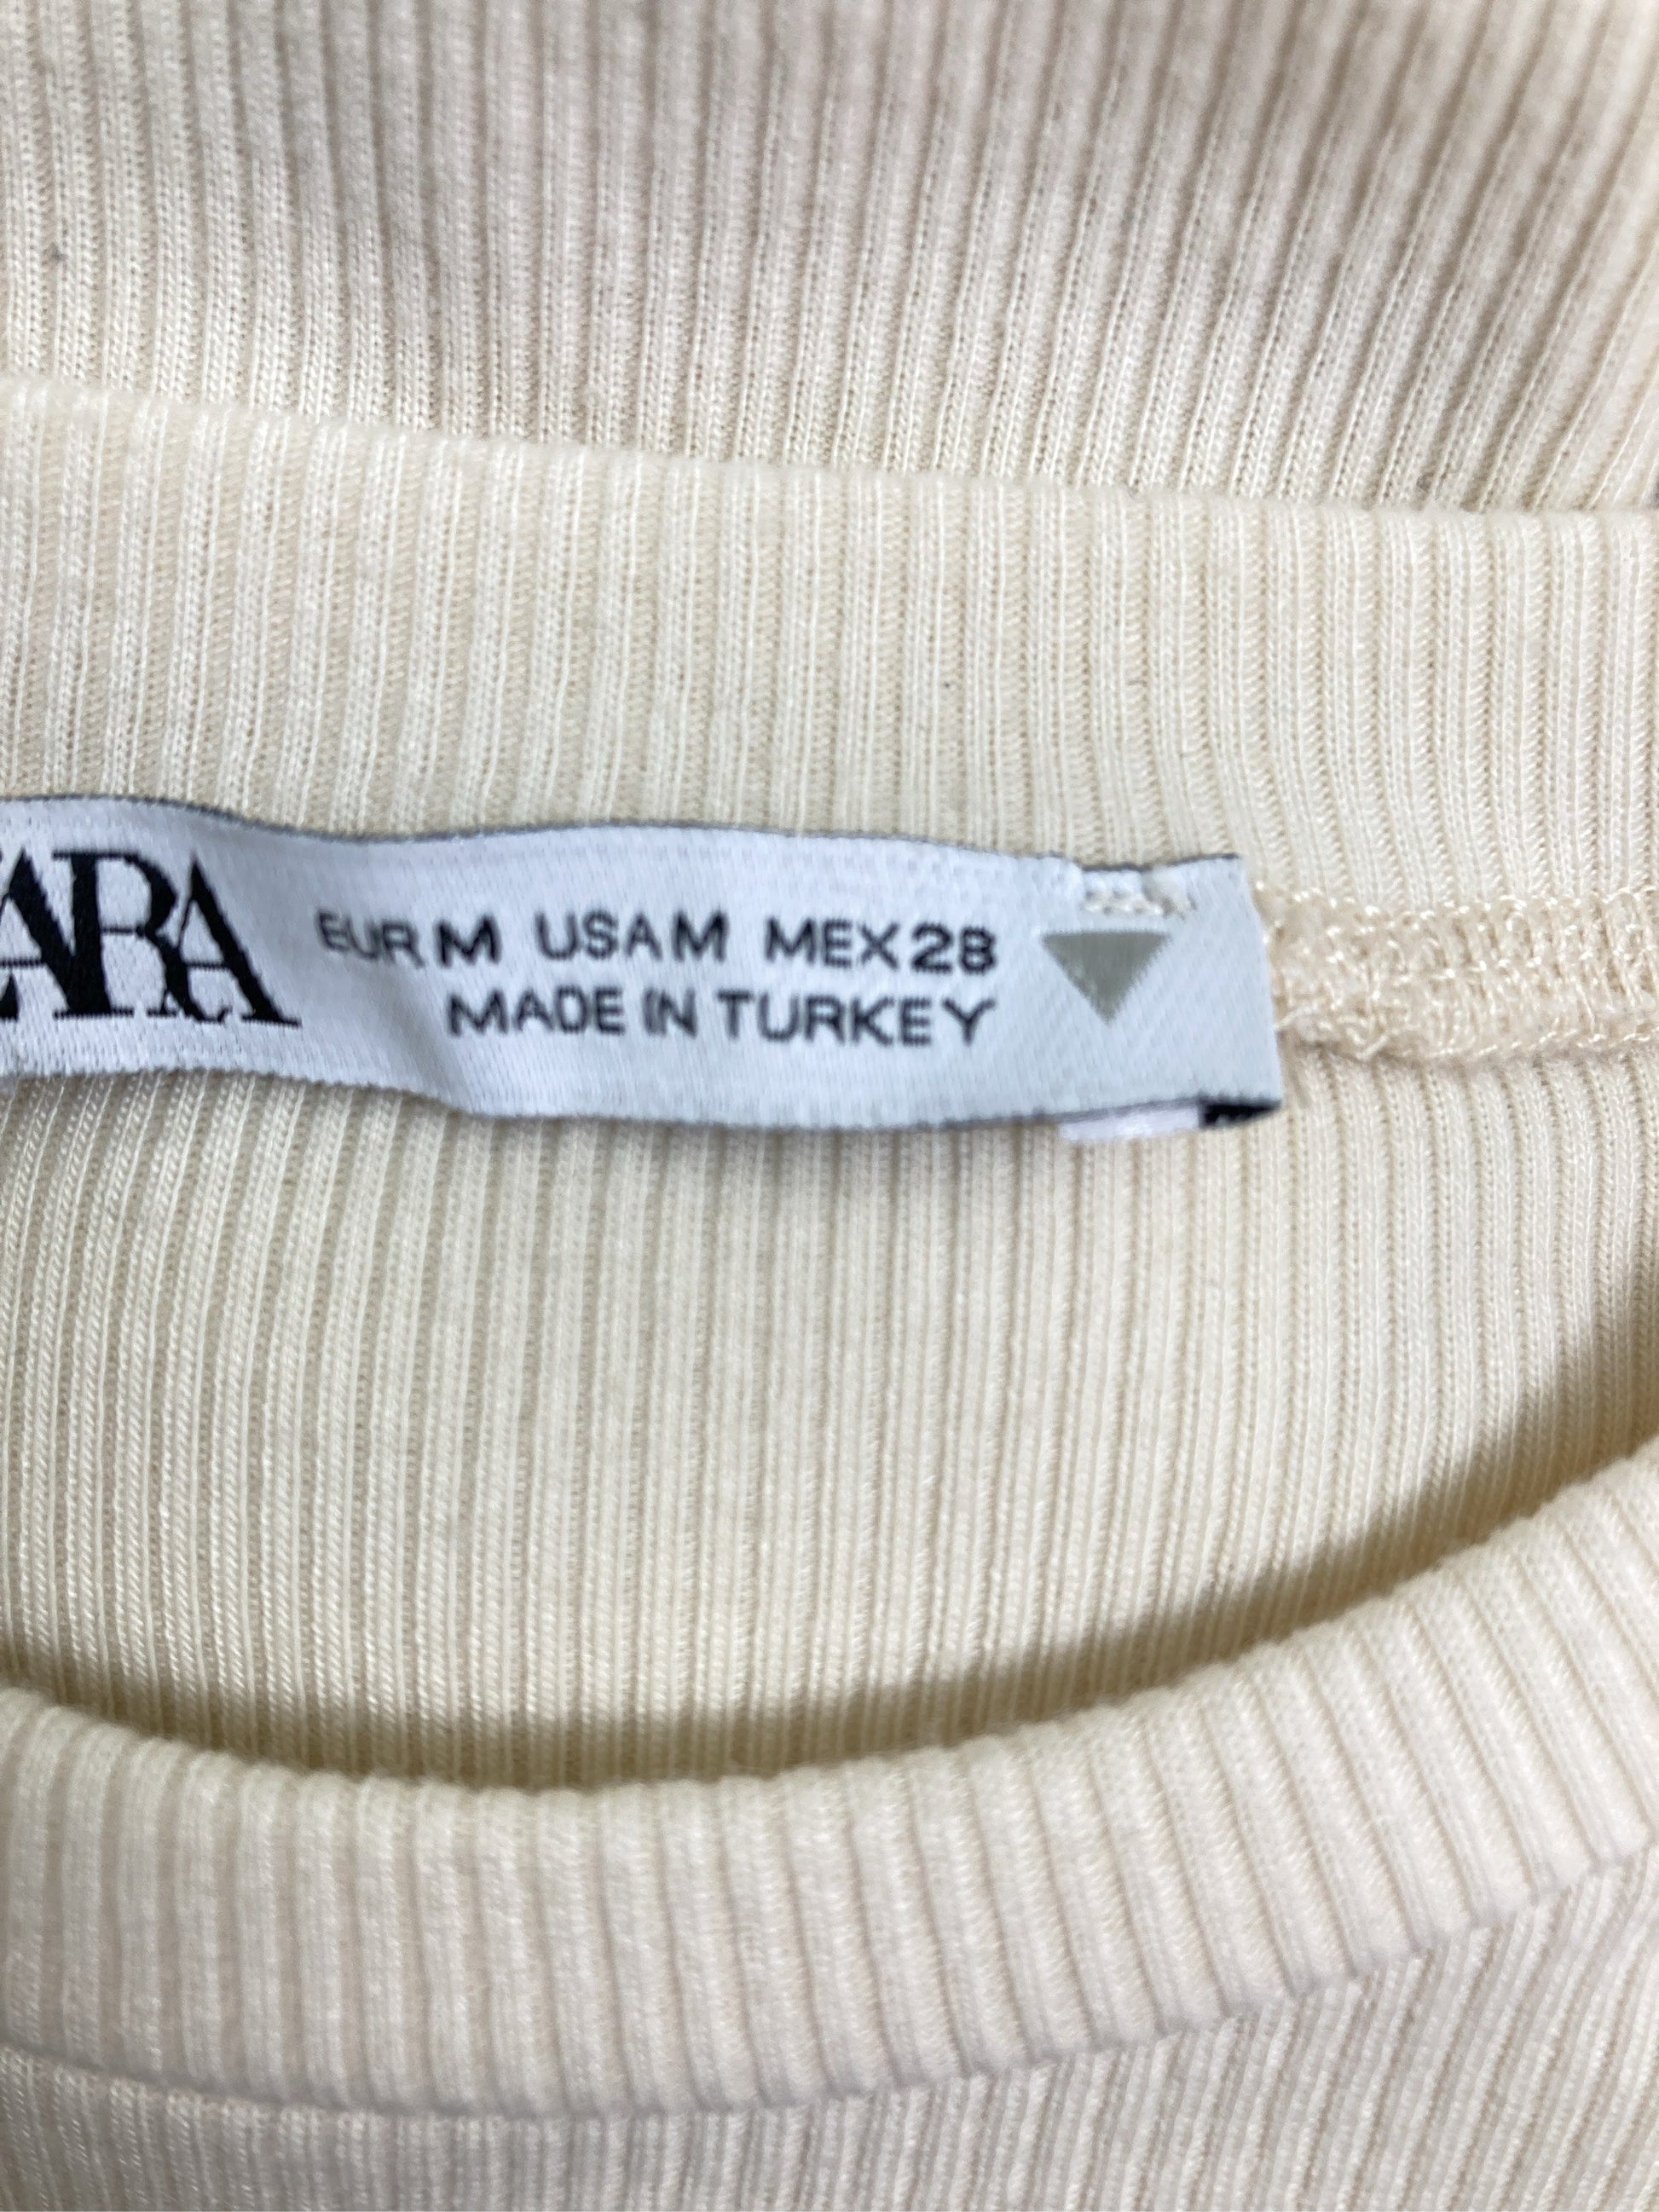 ZARA
EUR M USA M MEX 28
MADE IN TURKEY